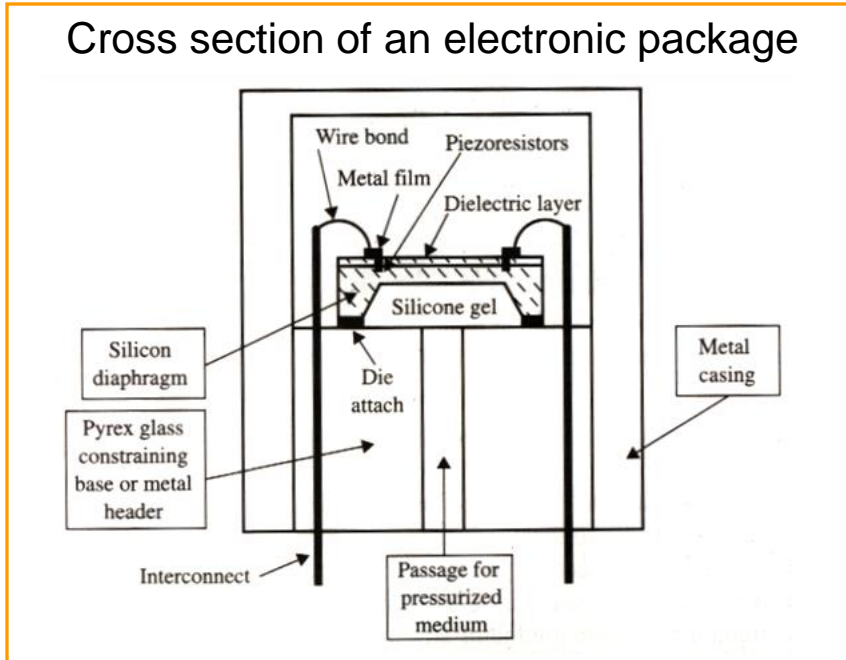 Cross section of an electronic package
Wire bond
Piezoresistors
Metal film
Dielectric layer
Silicone gel
Silicon
diaphragm
Die
attach
Metal
casing
Pyrex glass
constraining
base or metal
header
Interconnect
Passage for
pressurized
medium